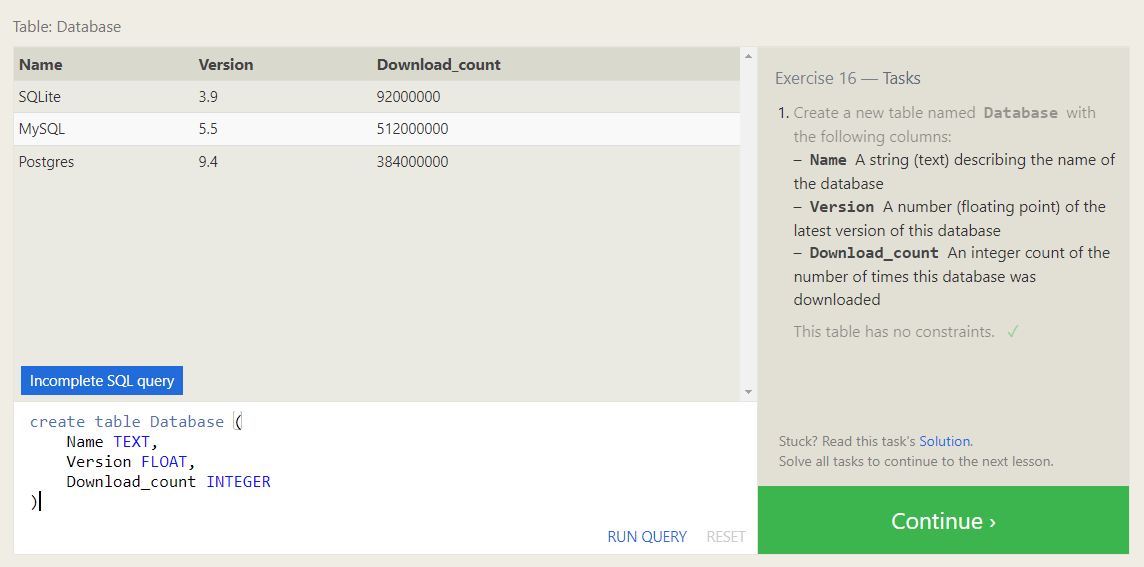 Table: Database
Name Version Download_count
SQLite 3.9 92000000
MySQL 5.5 512000000
Postgres 9.4 384000000
Incomplete SQL query
create table Database (
    Name TEXT,
    Version FLOAT,
    Download_count INTEGER
)
RUN QUERY RESET
Exercise 16 — Tasks
1. Create a new table named Database with
the following columns:
– Name A string (text) describing the name of
the database
– Version A number (floating point) of the
latest version of this database
– Download_count An integer count of the
number of times this database was
downloaded
This table has no constraints. ✓
Stuck? Read this task's Solution.
Solve all tasks to continue to the next lesson.
Continue ›